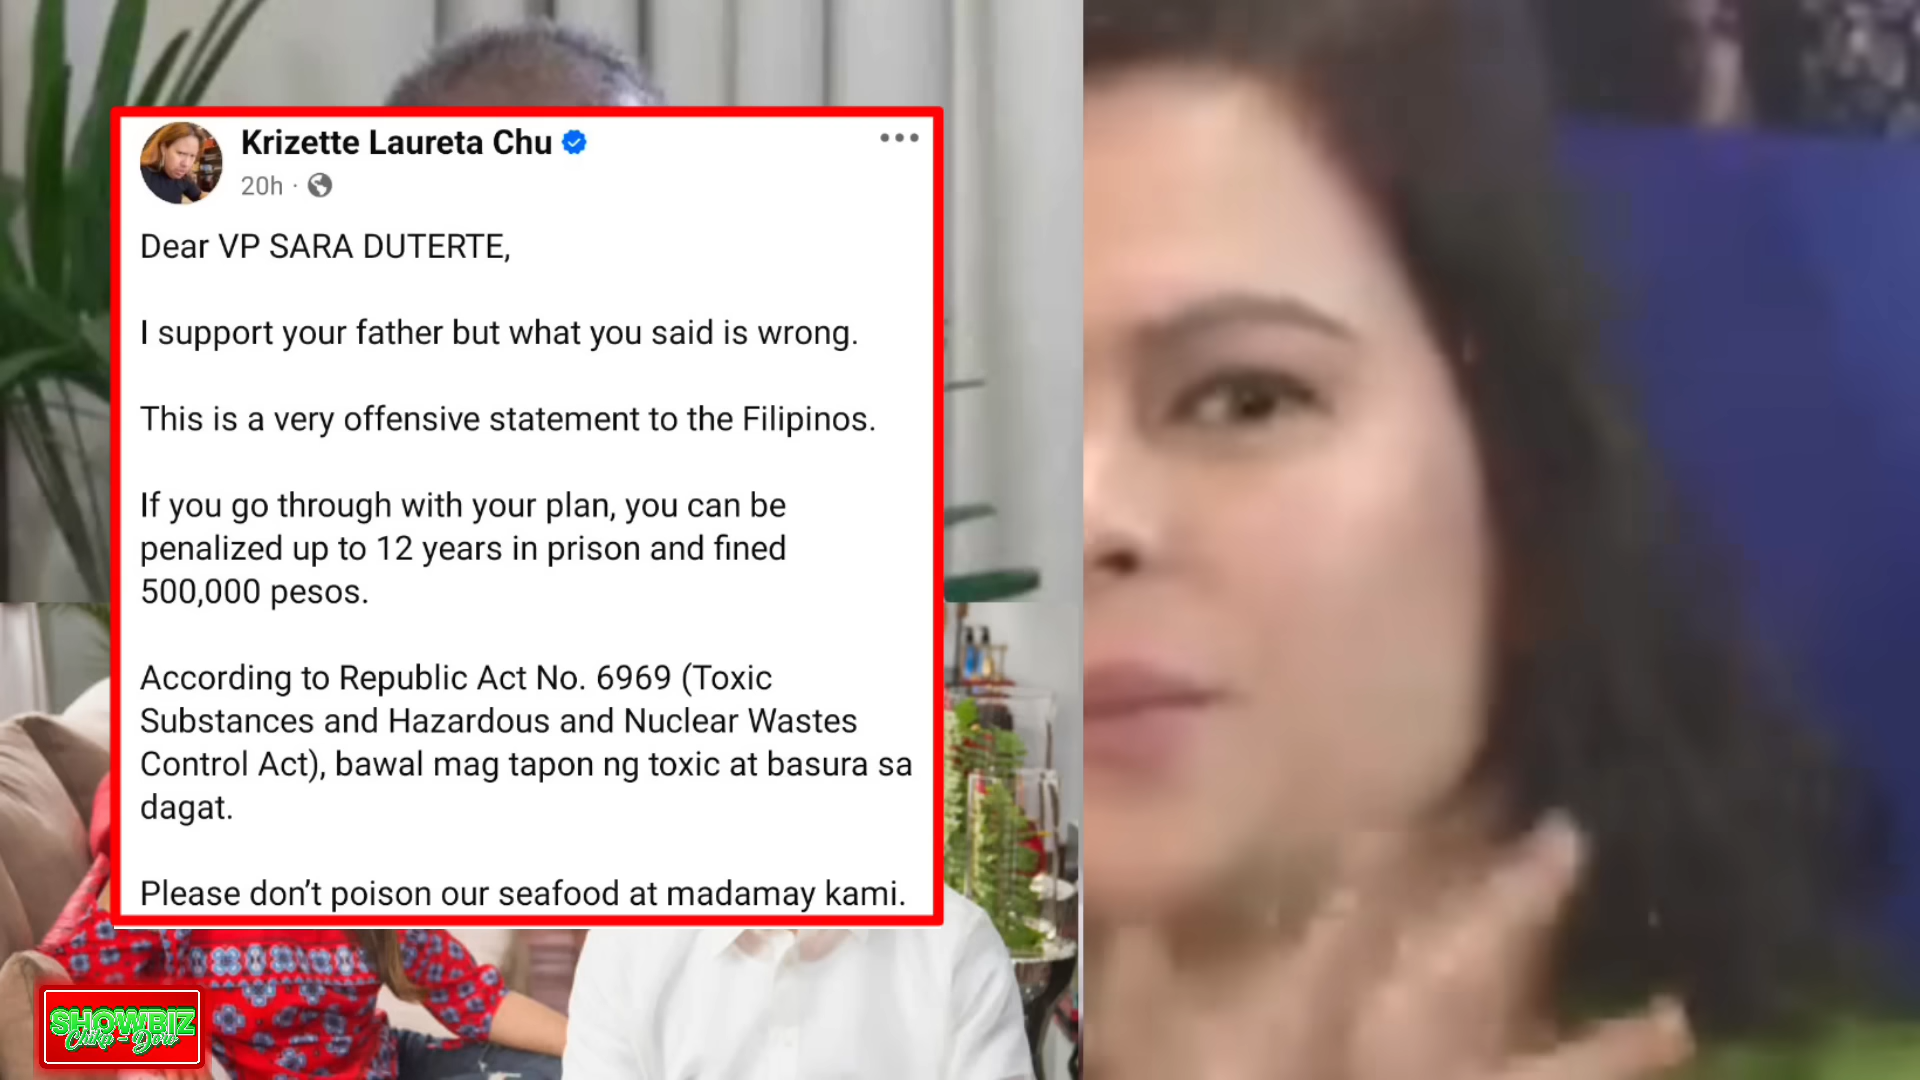 Krizette Laureta Chu
20h ·
Dear VP SARA DUTERTE,
I support your father but what you said is wrong.
This is a very offensive statement to the Filipinos.
If you go through with your plan, you can be
penalized up to 12 years in prison and fined
500,000 pesos.
According to Republic Act No. 6969 (Toxic
Substances and Hazardous and Nuclear Wastes
Control Act), bawal mag tapon ng toxic at basura sa
dagat.
Please don’t poison our seafood at madamay kami.
SHOWBIZ
Chika-Doro